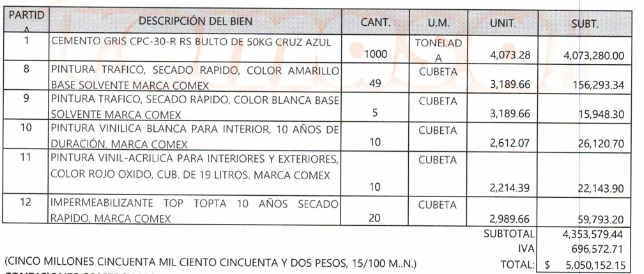 PARTID DESCRIPCIÓN DEL BIEN CANT. U.M. UNIT. SUBT.
A
1 CEMENTO GRIS CPC-30-R RS BULTO DE 50KG CRUZ AZUL TONELAD
1000 A 4,073.28 4,073,280.00
8 PINTURA TRAFICO, SECADO RAPIDO, COLOR AMARILLO CUBETA
BASE SOLVENTE MARCA COMEX 49 3,189.66 156,293.34
9 PINTURA TRAFICO, SECADO RAPIDO, COLOR BLANCA BASE CUBETA
SOLVENTE MARCA COMEX 5 3,189.66 15,948.30
10 PINTURA VINILICA BLANCA PARA INTERIOR, 10 AÑOS DE CUBETA
DURACIÓN, MARCA COMEX 10 2,612.07 26,120.70
11 PINTURA VINIL-ACRILICA PARA INTERIORES Y EXTERIORES, CUBETA
COLOR ROJO OXIDO, CUB. DE 19 LITROS. MARCA COMEX
10 2,214.39 22,143.90
12 IMPERMEABILIZANTE TOP TOPTA 10 AÑOS SECADO CUBETA
RAPIDO, MARCA COMEX 20 2,989.66 59,793.20
SUBTOTAL 4,353,579.44
IVA 696,572.71
(CINCO MILLONES CINCUENTA MIL CIENTO CINCUENTA Y DOS PESOS, 15/100 M..N.) TOTAL: $ 5,050,152.15